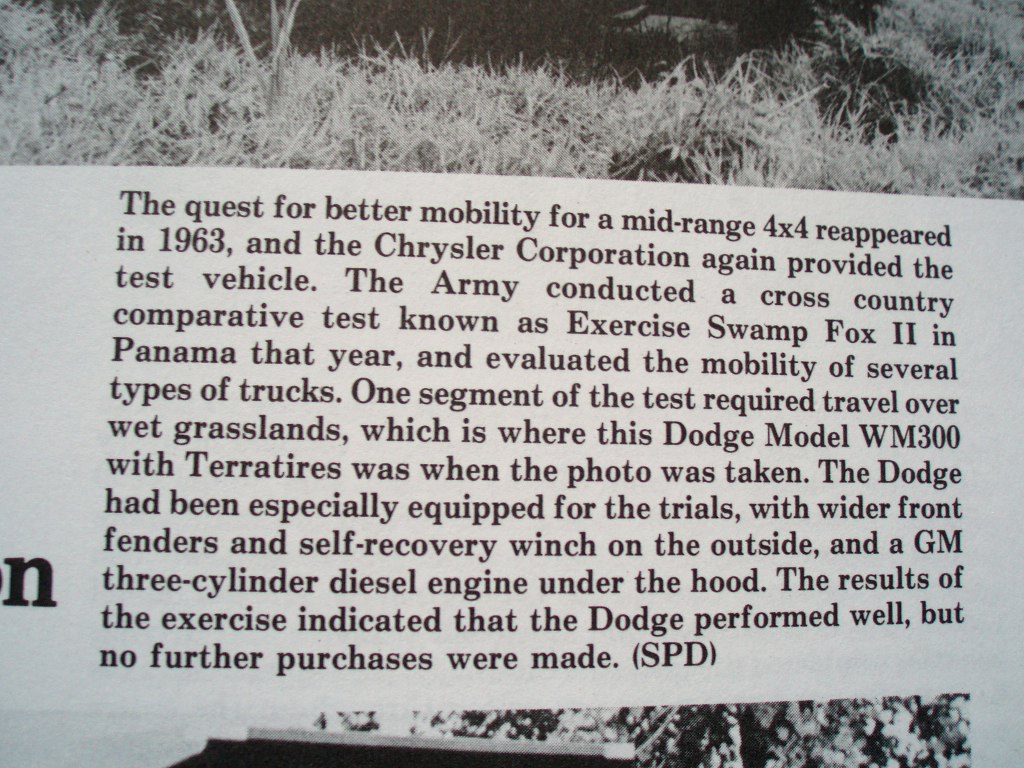 The quest for better mobility for a mid-range 4x4 reappeared
in 1963, and the Chrysler Corporation again provided the
test vehicle. The Army conducted a cross country
comparative test known as Exercise Swamp Fox II in
Panama that year, and evaluated the mobility of several
types of trucks. One segment of the test required travel over
wet grasslands, which is where this Dodge Model WM300
with Terratires was when the photo was taken. The Dodge
had been especially equipped for the trials, with wider front
fenders and self-recovery winch on the outside, and a GM
three-cylinder diesel engine under the hood. The results of
the exercise indicated that the Dodge performed well, but
no further purchases were made. (SPD)
on